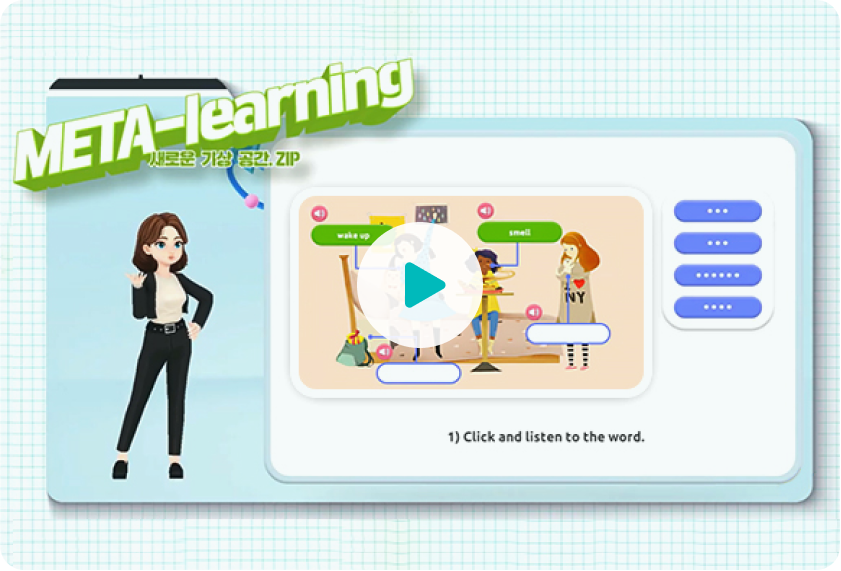 META-learning
새로운 가상 공간.ZIP
wake up
smell
I ♥ NY
1) Click and listen to the word.